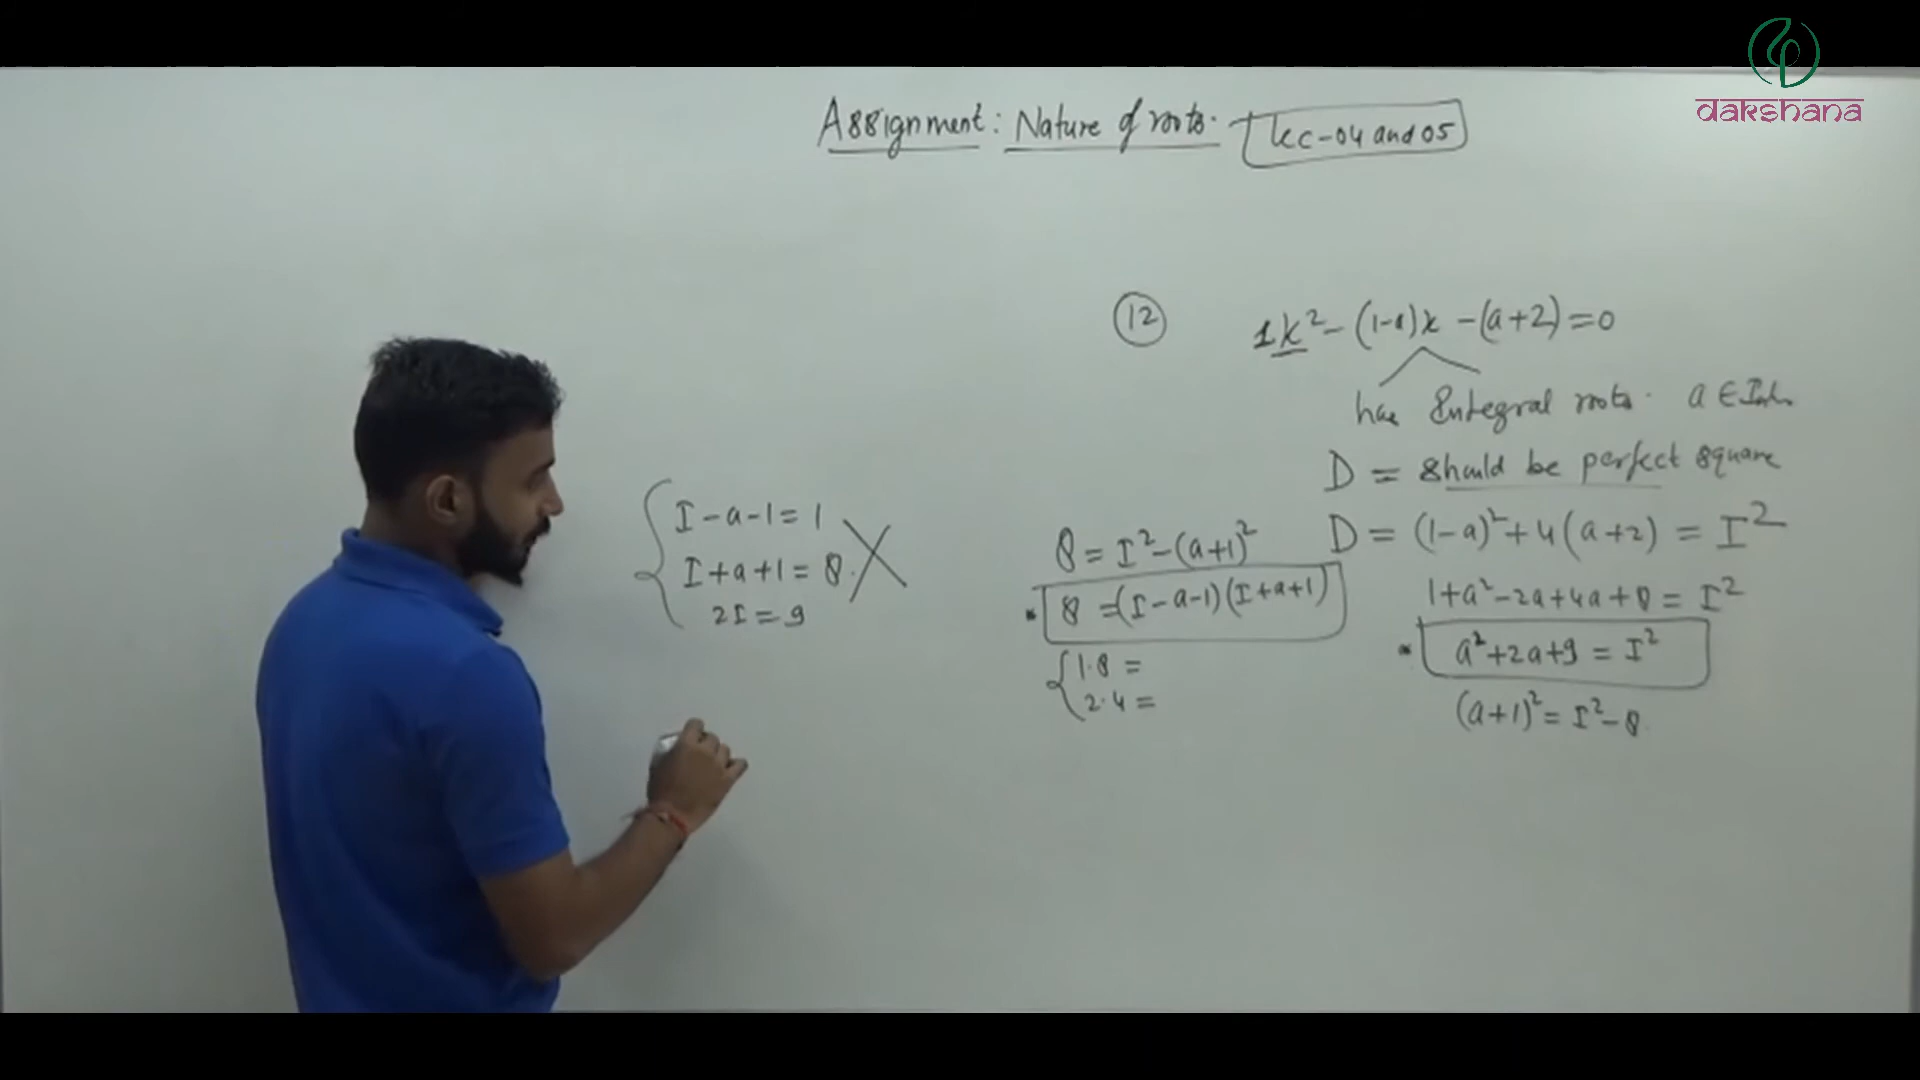 dakshana
Assignment: Nature of roots. Lec-04 and 05
12 1x² - (1-a)x - (a+2) = 0
has Integral roots. a ∈ Int.
D = should be perfect square
D = (1-a)² + 4(a+2) = I²
1+a²-2a+4a+8 = I²
a²+2a+9 = I²
(a+1)² = I²-8
8 = I²-(a+1)²
8 = (I-a-1)(I+a+1)
1·8 =
2·4 =
I-a-1 = 1
I+a+1 = 8
2I = 9